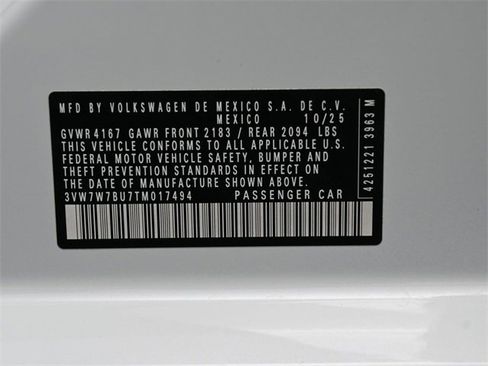 MFD BY VOLKSWAGEN DE MEXICO S.A. DE C.V.
MEXICO 10/25
GVWR 4167 GAWR FRONT 2183 / REAR 2094 LBS
THIS VEHICLE CONFORMS TO ALL APPLICABLE U.S.
FEDERAL MOTOR VEHICLE SAFETY, BUMPER AND
THEFT PREVENTION STANDARDS IN EFFECT ON
THE DATE OF MANUFACTURE SHOWN ABOVE.
3VW7W7BU7TM017494 PASSENGER CAR
4251221 3963 M